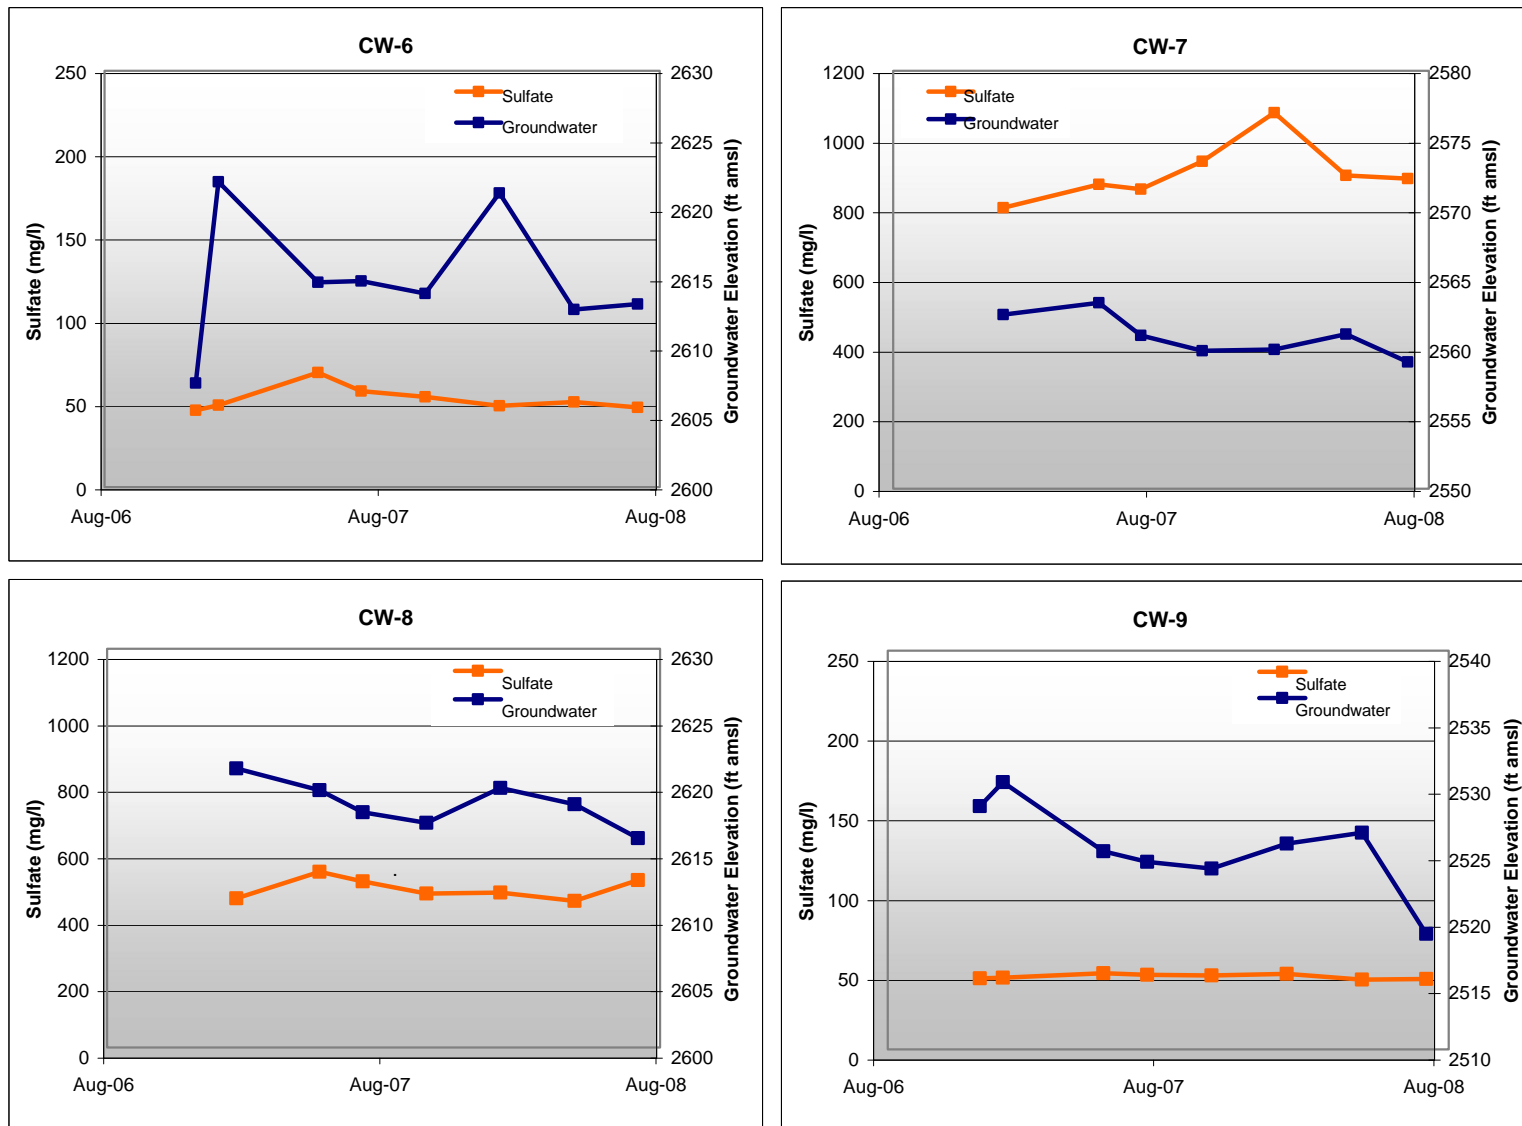 CW-6
250
200
150
100
50
0
2630
2625
2620
2615
2610
2605
2600
Sulfate
Groundwater
Sulfate (mg/l)
Groundwater Elevation (ft amsl)
Aug-06
Aug-07
Aug-08
CW-7
1200
1000
800
600
400
200
0
2580
2575
2570
2565
2560
2555
2550
Sulfate
Groundwater
Sulfate (mg/l)
Groundwater Elevation (ft amsl)
Aug-06
Aug-07
Aug-08
CW-8
1200
1000
800
600
400
200
0
2630
2625
2620
2615
2610
2605
2600
Sulfate
Groundwater
Sulfate (mg/l)
Groundwater Elevation (ft amsl)
Aug-06
Aug-07
Aug-08
CW-9
250
200
150
100
50
0
2540
2535
2530
2525
2520
2515
2510
Sulfate
Groundwater
Sulfate (mg/l)
Groundwater Elevation (ft amsl)
Aug-06
Aug-07
Aug-08